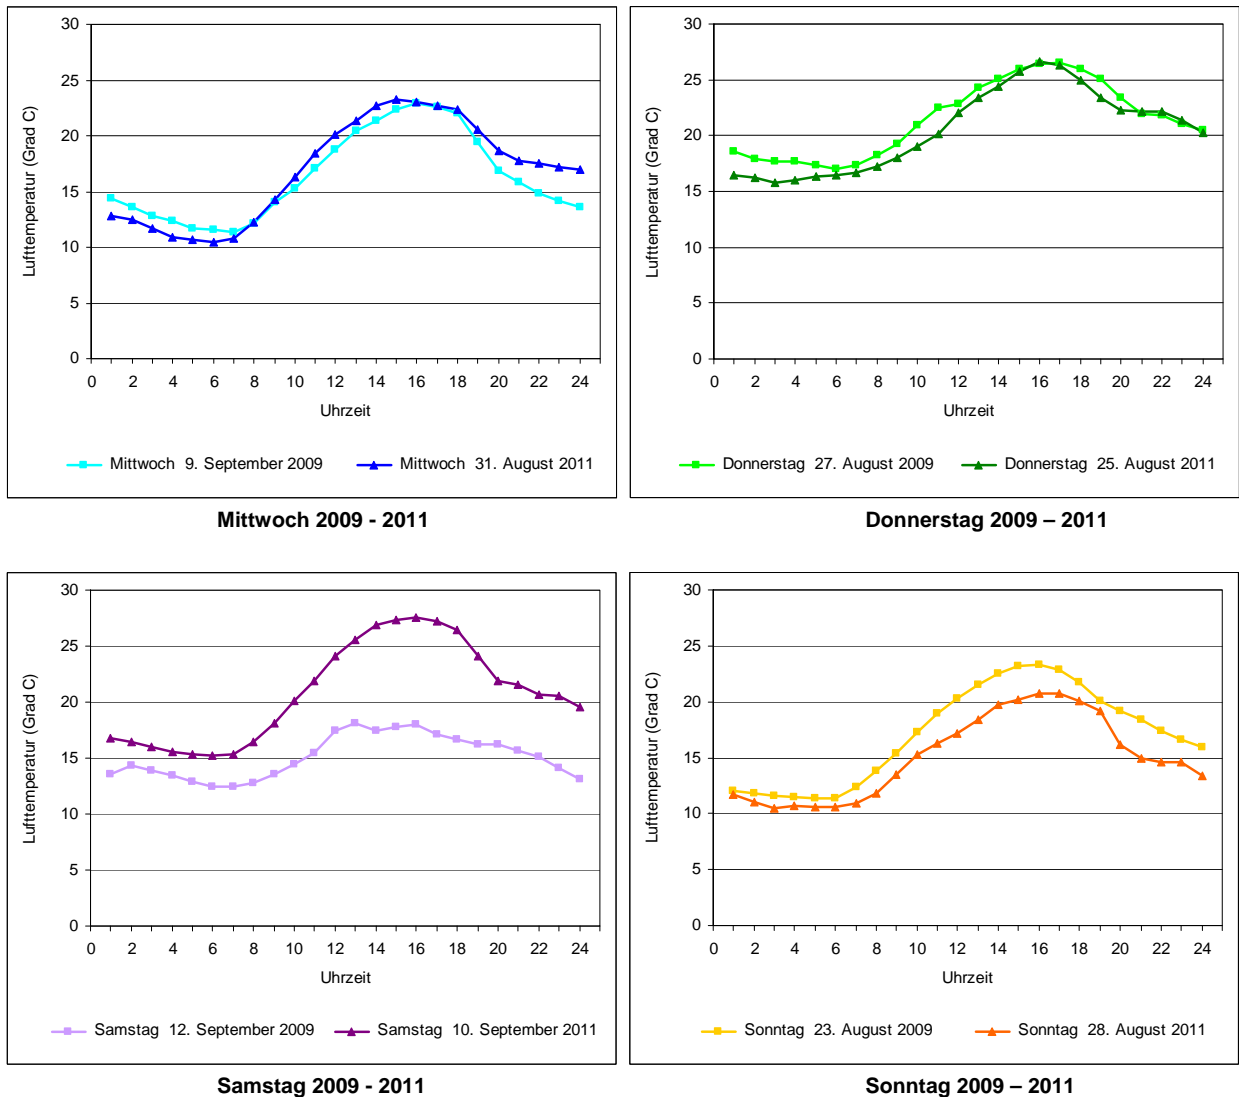 30
25
20
15
10
5
0
Lufttemperatur (Grad C)
0 2 4 6 8 10 12 14 16 18 20 22 24
Uhrzeit
Mittwoch 9. September 2009
Mittwoch 31. August 2011
Mittwoch 2009 - 2011
30
25
20
15
10
5
0
Lufttemperatur (Grad C)
0 2 4 6 8 10 12 14 16 18 20 22 24
Uhrzeit
Donnerstag 27. August 2009
Donnerstag 25. August 2011
Donnerstag 2009 – 2011
30
25
20
15
10
5
0
Lufttemperatur (Grad C)
0 2 4 6 8 10 12 14 16 18 20 22 24
Uhrzeit
Samstag 12. September 2009
Samstag 10. September 2011
Samstag 2009 - 2011
30
25
20
15
10
5
0
Lufttemperatur (Grad C)
0 2 4 6 8 10 12 14 16 18 20 22 24
Uhrzeit
Sonntag 23. August 2009
Sonntag 28. August 2011
Sonntag 2009 – 2011